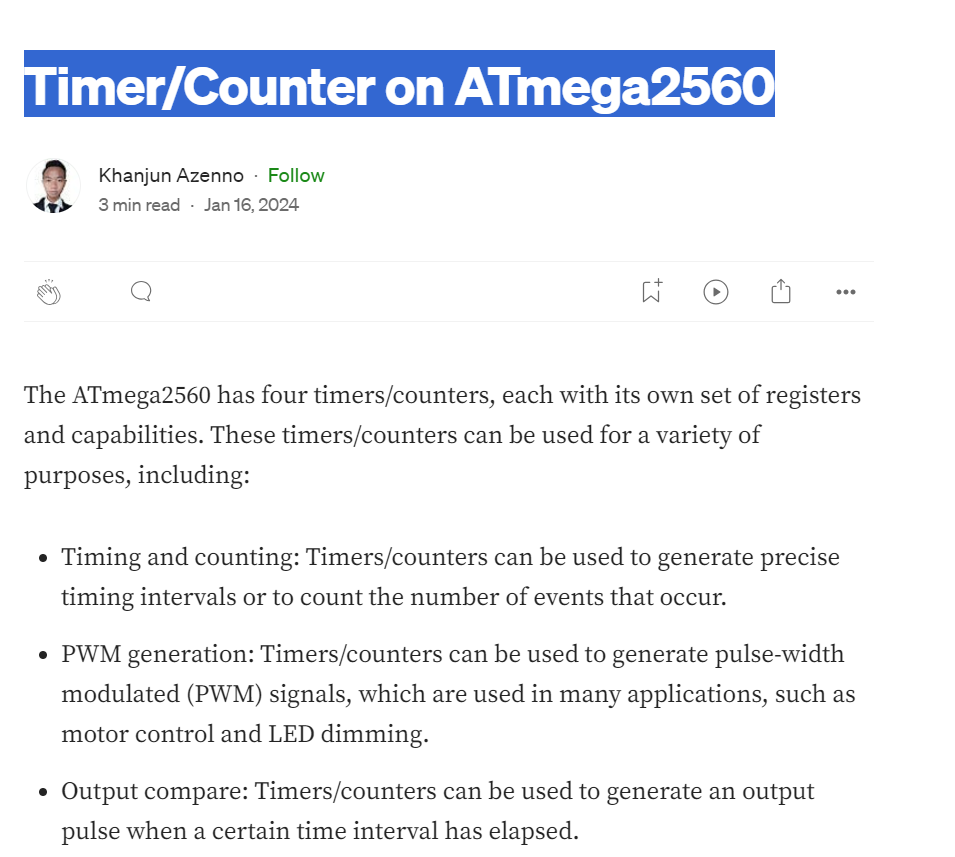 Timer/Counter on ATmega2560
Khanjun Azenno · Follow
3 min read · Jan 16, 2024
The ATmega2560 has four timers/counters, each with its own set of registers
and capabilities. These timers/counters can be used for a variety of
purposes, including:
• Timing and counting: Timers/counters can be used to generate precise
timing intervals or to count the number of events that occur.
• PWM generation: Timers/counters can be used to generate pulse-width
modulated (PWM) signals, which are used in many applications, such as
motor control and LED dimming.
• Output compare: Timers/counters can be used to generate an output
pulse when a certain time interval has elapsed.